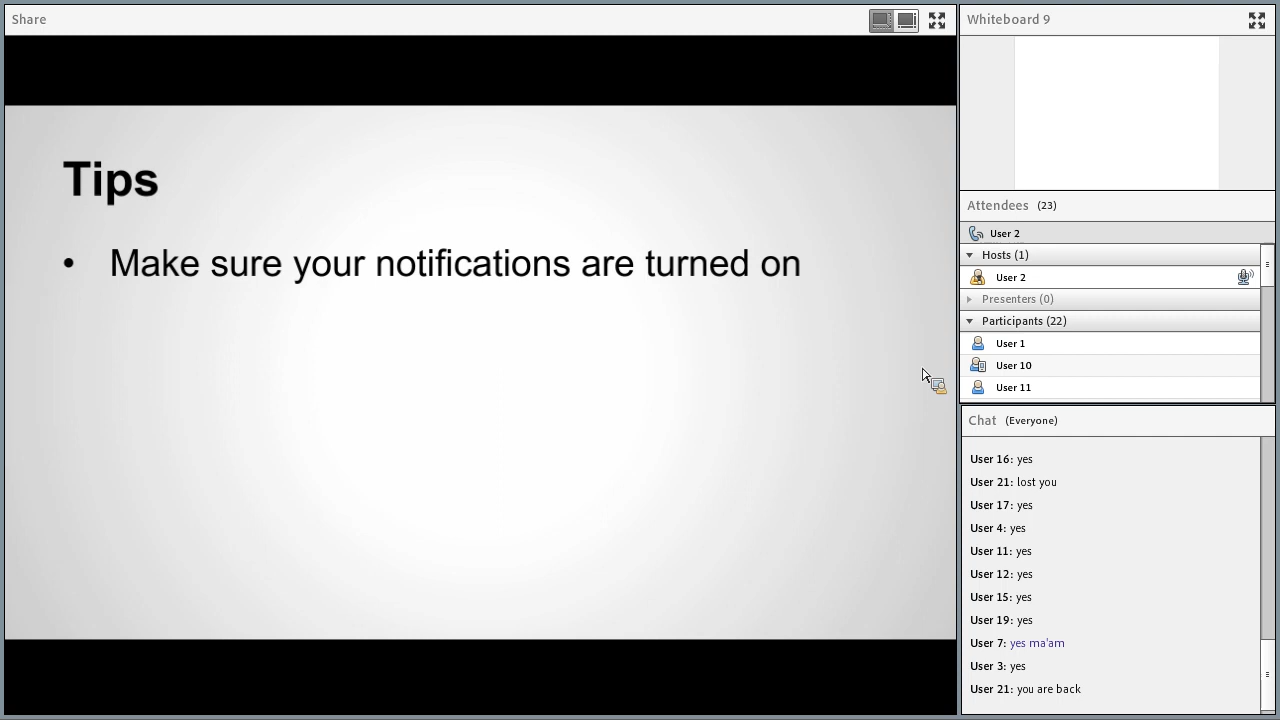 Share
Tips
• Make sure your notifications are turned on
Whiteboard 9
Attendees (23)
User 2
Hosts (1)
User 2
Presenters (0)
Participants (22)
User 1
User 10
User 11
Chat (Everyone)
User 16: yes
User 21: lost you
User 17: yes
User 4: yes
User 11: yes
User 12: yes
User 15: yes
User 19: yes
User 7: yes ma'am
User 3: yes
User 21: you are back